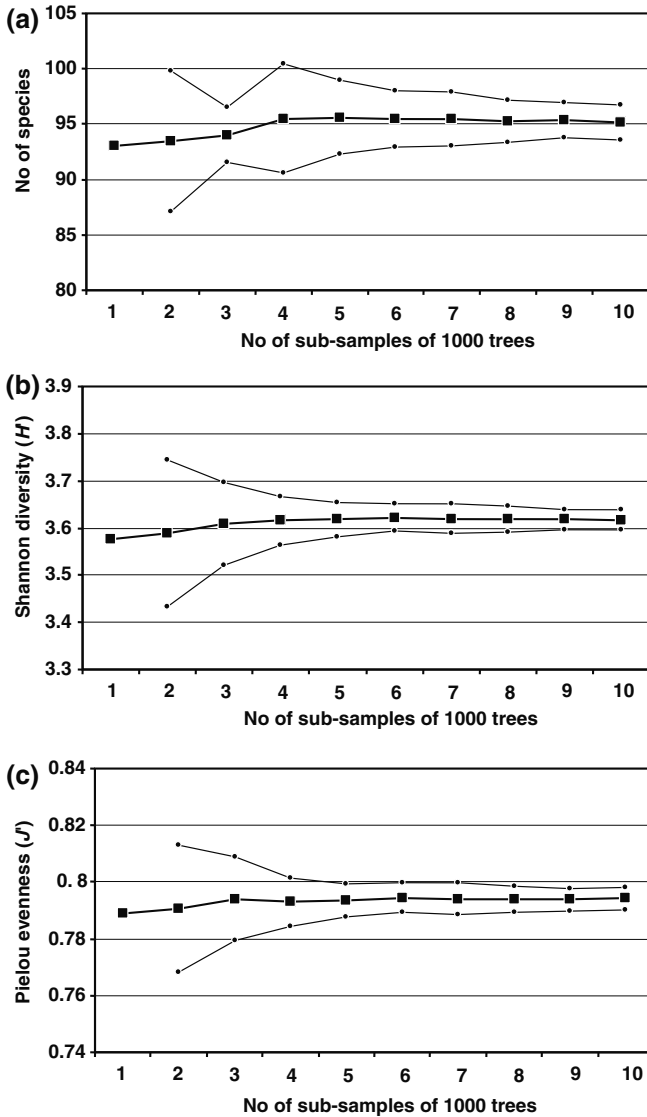 (a)
105
100
95
90
85
80
No of species
1 2 3 4 5 6 7 8 9 10
No of sub-samples of 1000 trees
(b)
3.9
3.8
3.7
3.6
3.5
3.4
3.3
Shannon diversity (H')
1 2 3 4 5 6 7 8 9 10
No of sub-samples of 1000 trees
(c)
0.84
0.82
0.8
0.78
0.76
0.74
Pielou evenness (J')
1 2 3 4 5 6 7 8 9 10
No of sub-samples of 1000 trees